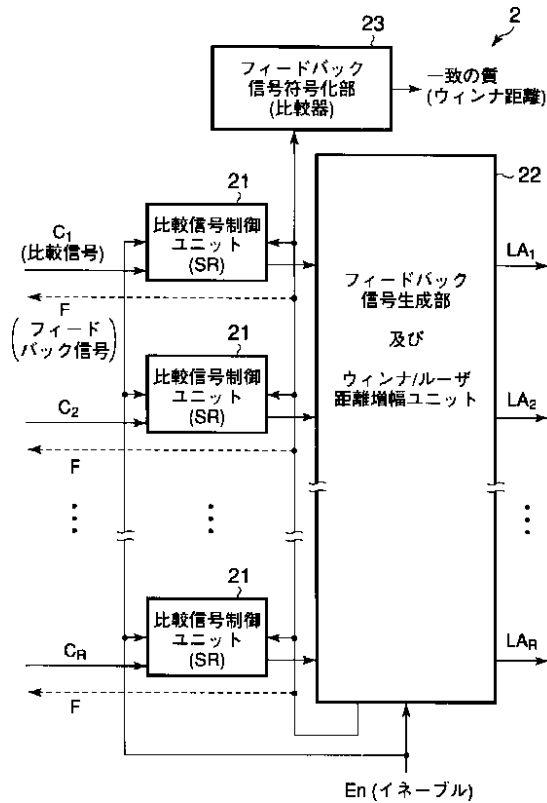 2
23
フィードバック
信号符号化部
(比較器)
一致の質
(ウィンナ距離)
22
21
C1
(比較信号)
比較信号制御
ユニット
(SR)
LA1
F
(フィード
バック信号)
フィードバック
信号生成部
及び
ウィンナ/ルーザ
距離増幅ユニット
21
比較信号制御
ユニット
(SR)
C2
LA2
F
21
比較信号制御
ユニット
(SR)
CR
LAR
F
En (イネーブル)